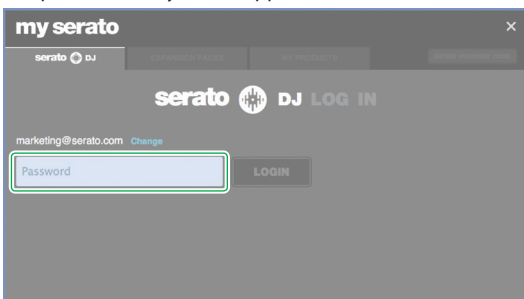 my serato
serato DJ EXPANSION PACKS MY PRODUCTS
serato DJ LOG IN
marketing@serato.com Change
Password LOGIN